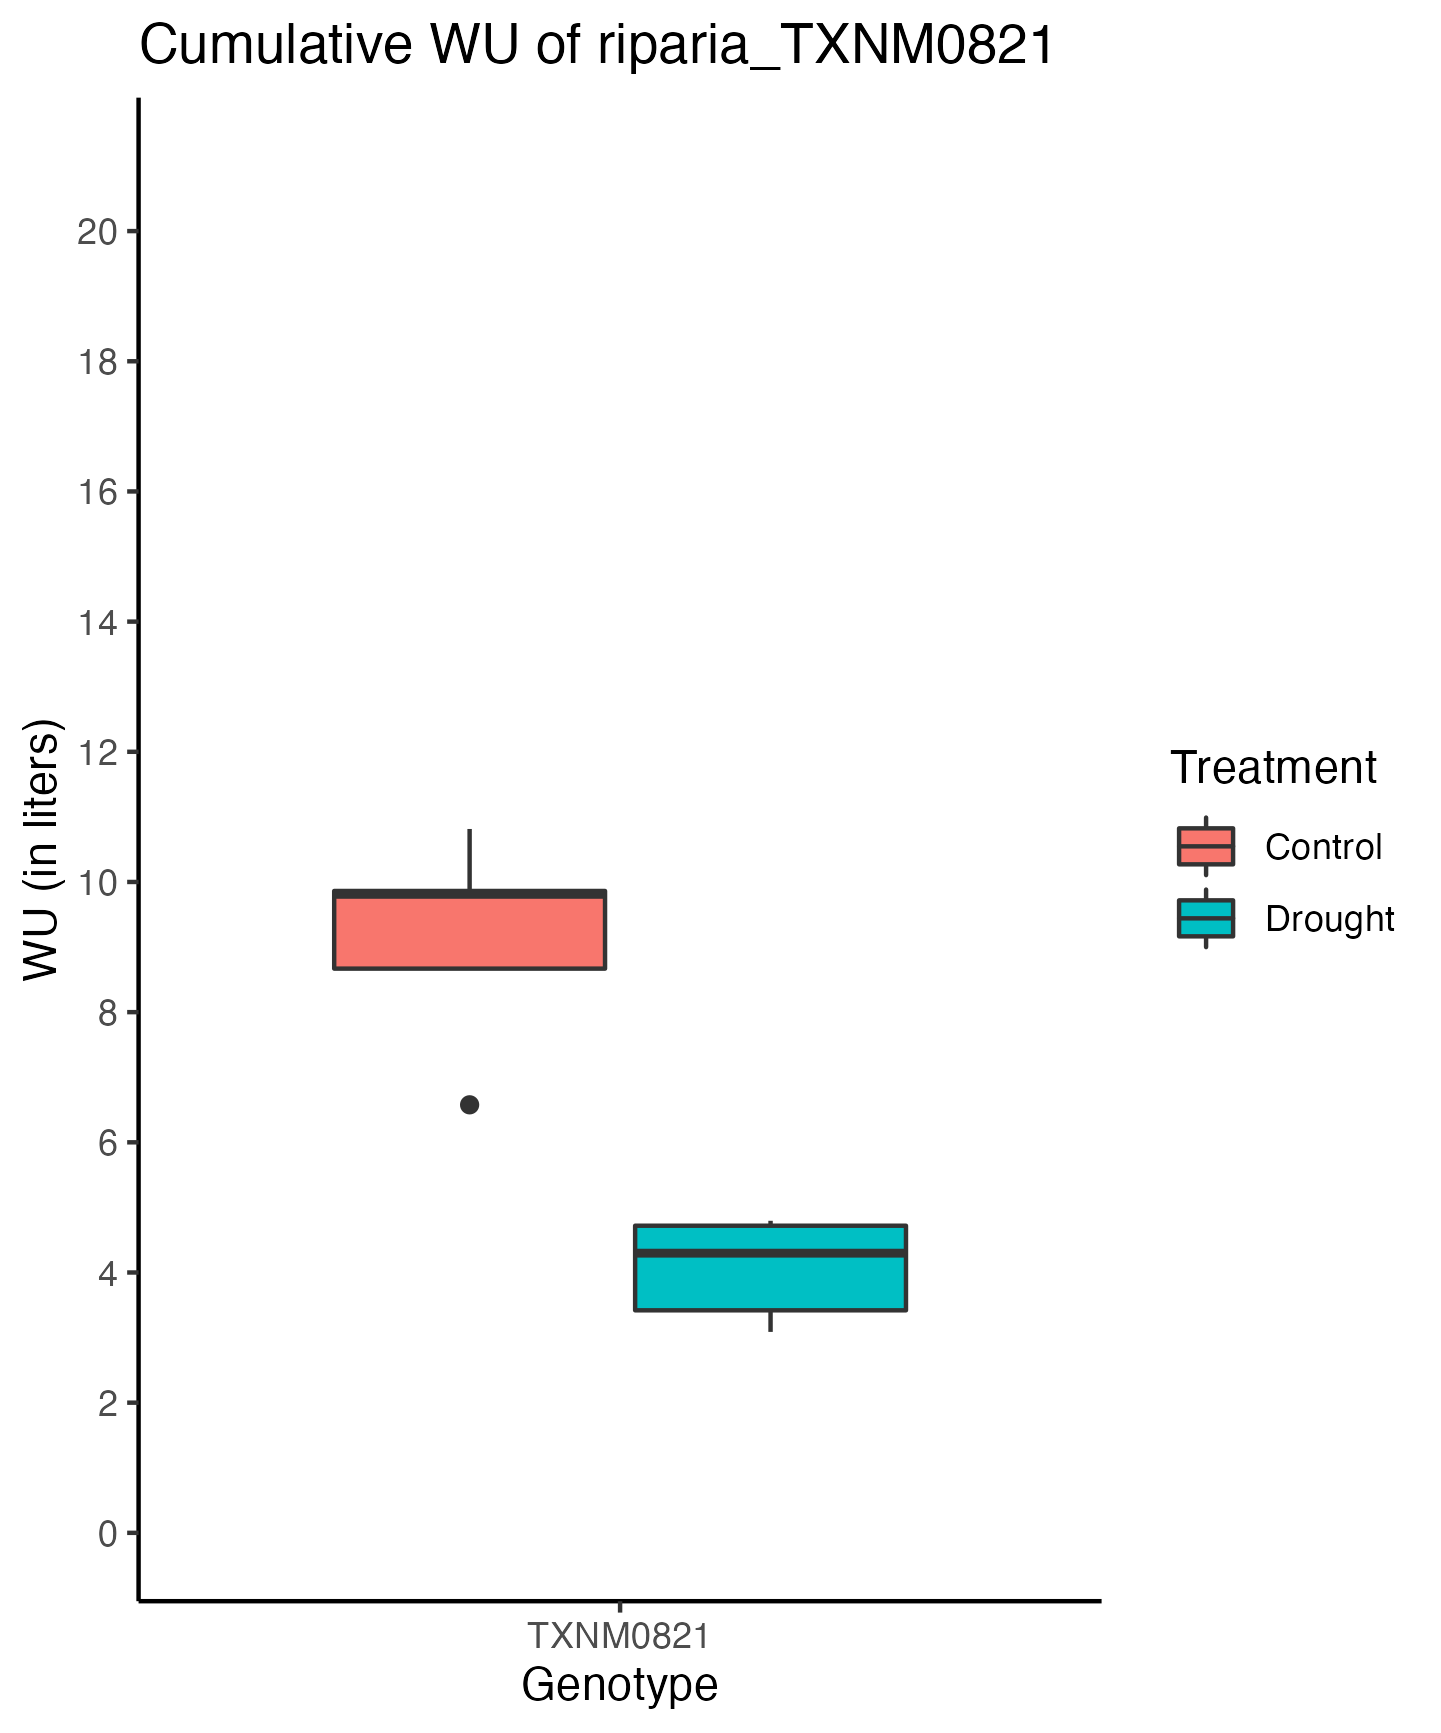 Cumulative WU of riparia_TXNM0821
20
18
16
14
12
10
8
6
4
2
0
WU (in liters)
TXNM0821
Genotype
Treatment
Control
Drought